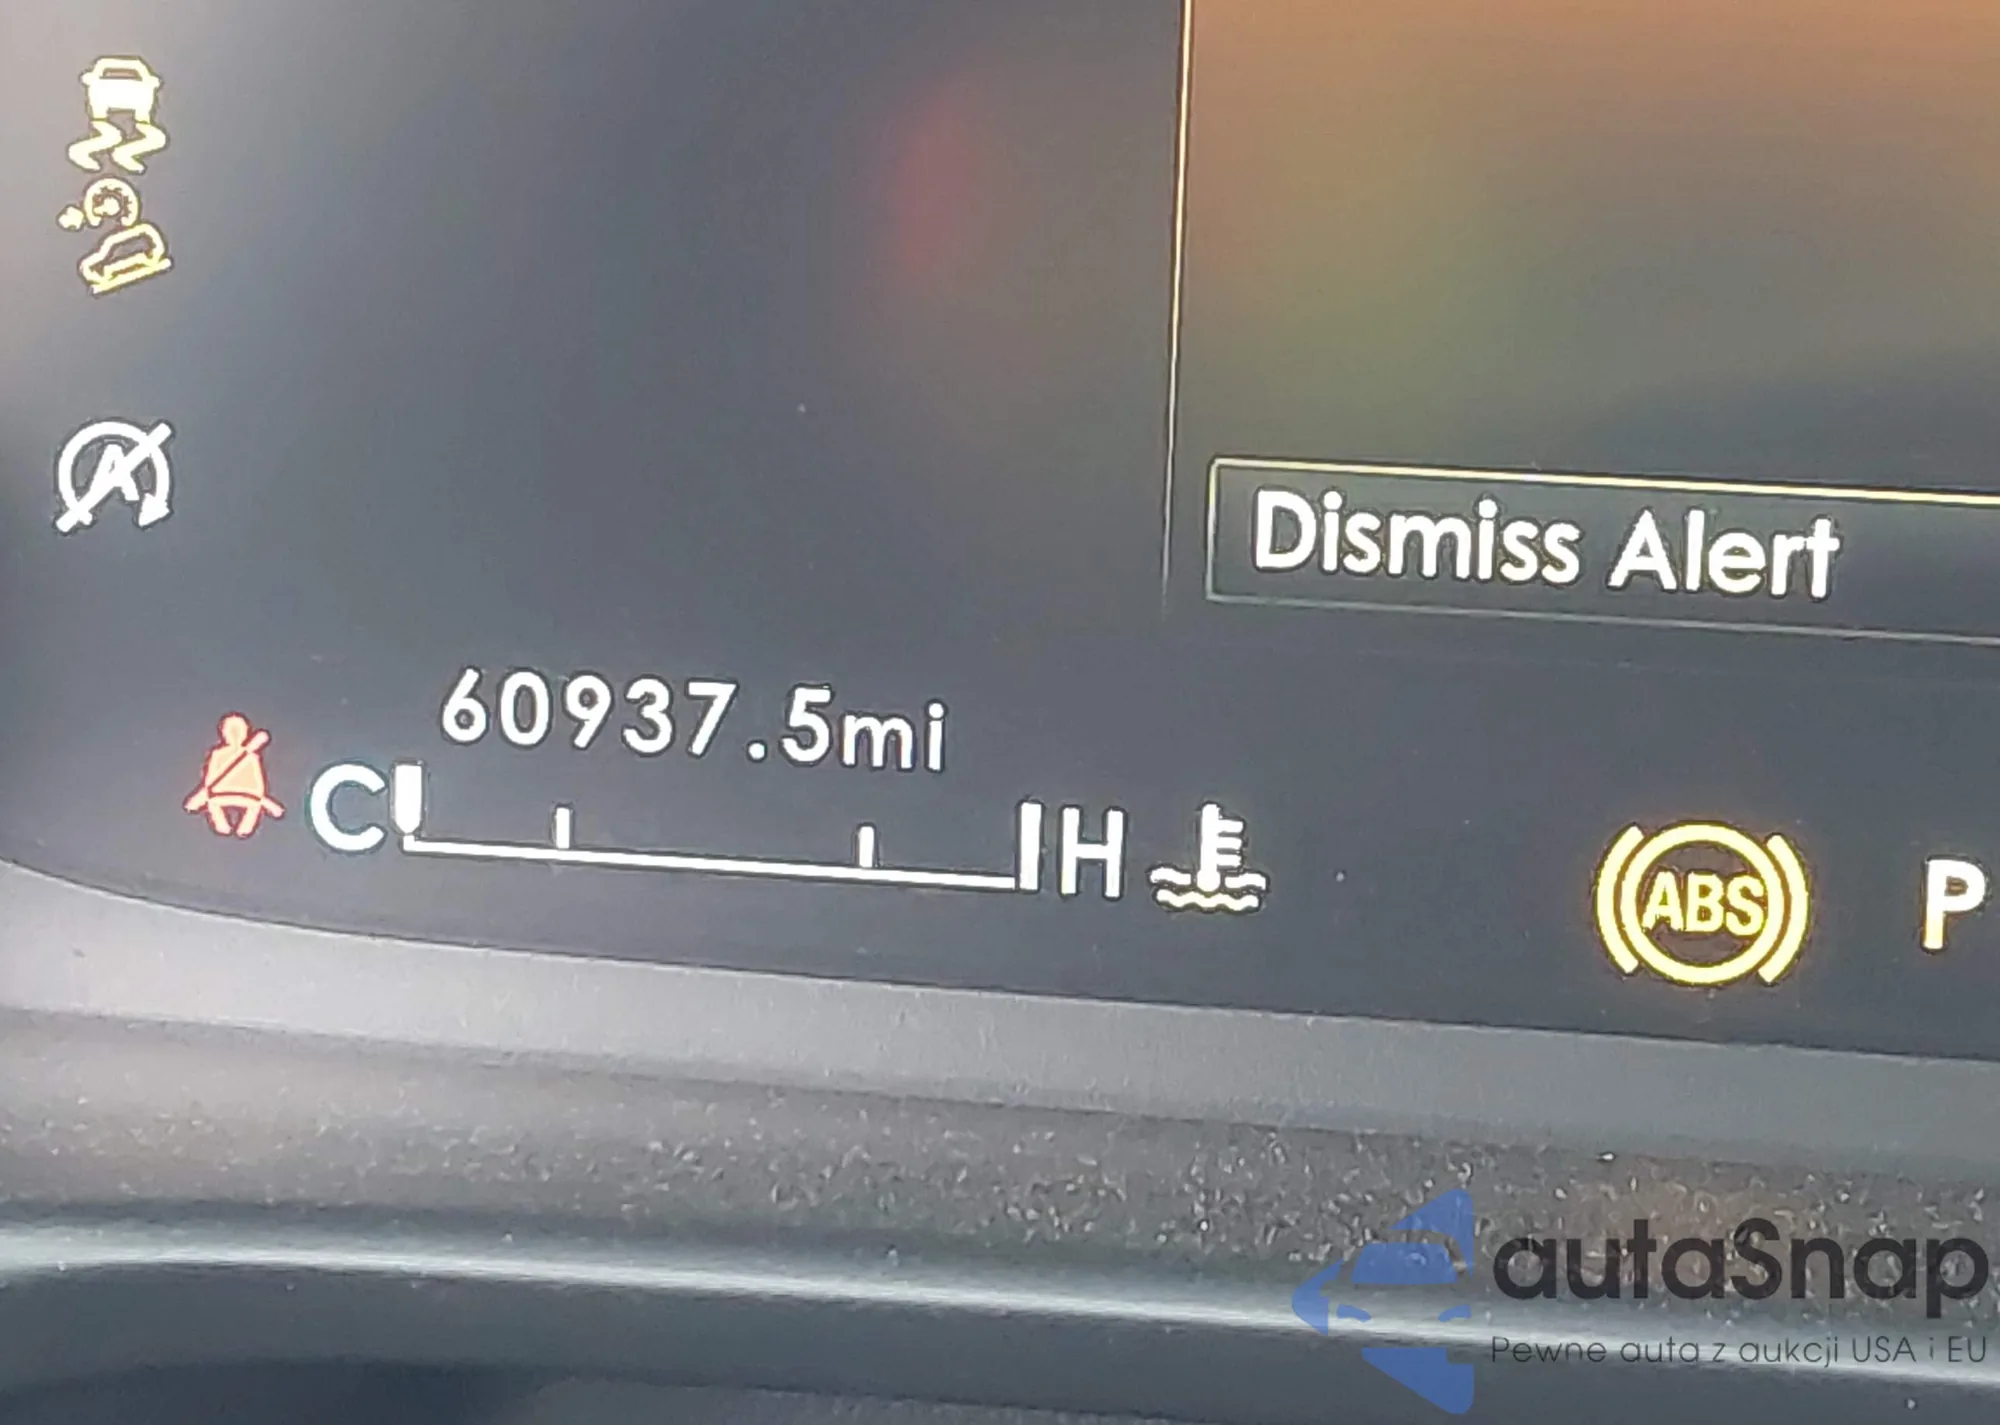 A
Dismiss Alert
60937.5mi
C H
ABS P
autaSnap
Pewne auta z aukcji USA i EU